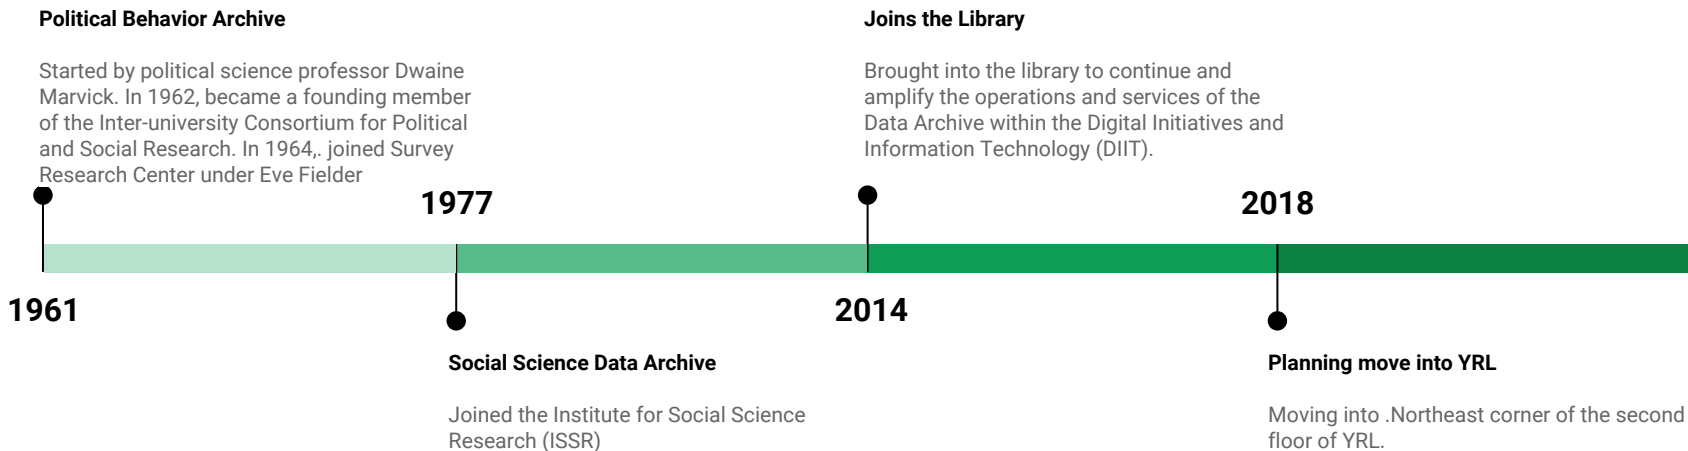 Political Behavior Archive
Started by political science professor Dwaine
Marvick. In 1962, became a founding member
of the Inter-university Consortium for Political
and Social Research. In 1964,. joined Survey
Research Center under Eve Fielder
1961
1977
Social Science Data Archive
Joined the Institute for Social Science
Research (ISSR)
Joins the Library
Brought into the library to continue and
amplify the operations and services of the
Data Archive within the Digital Initiatives and
Information Technology (DIIT).
2014
2018
Planning move into YRL
Moving into .Northeast corner of the second
floor of YRL.